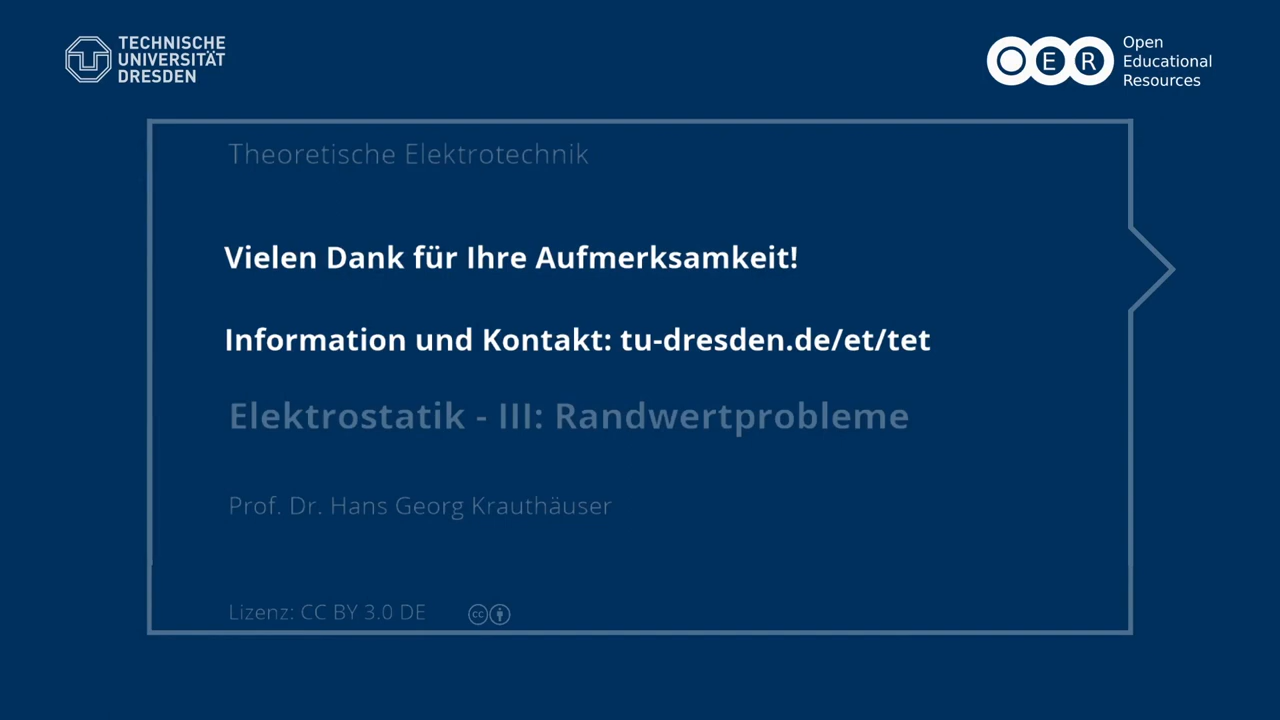 TECHNISCHE
UNIVERSITÄT
DRESDEN
OER
Open
Educational
Resources
Theoretische Elektrotechnik
Vielen Dank für Ihre Aufmerksamkeit!
Information und Kontakt: tu-dresden.de/et/tet
Elektrostatik - III: Randwertprobleme
Prof. Dr. Hans Georg Krauthäuser
Lizenz: CC BY 3.0 DE cc